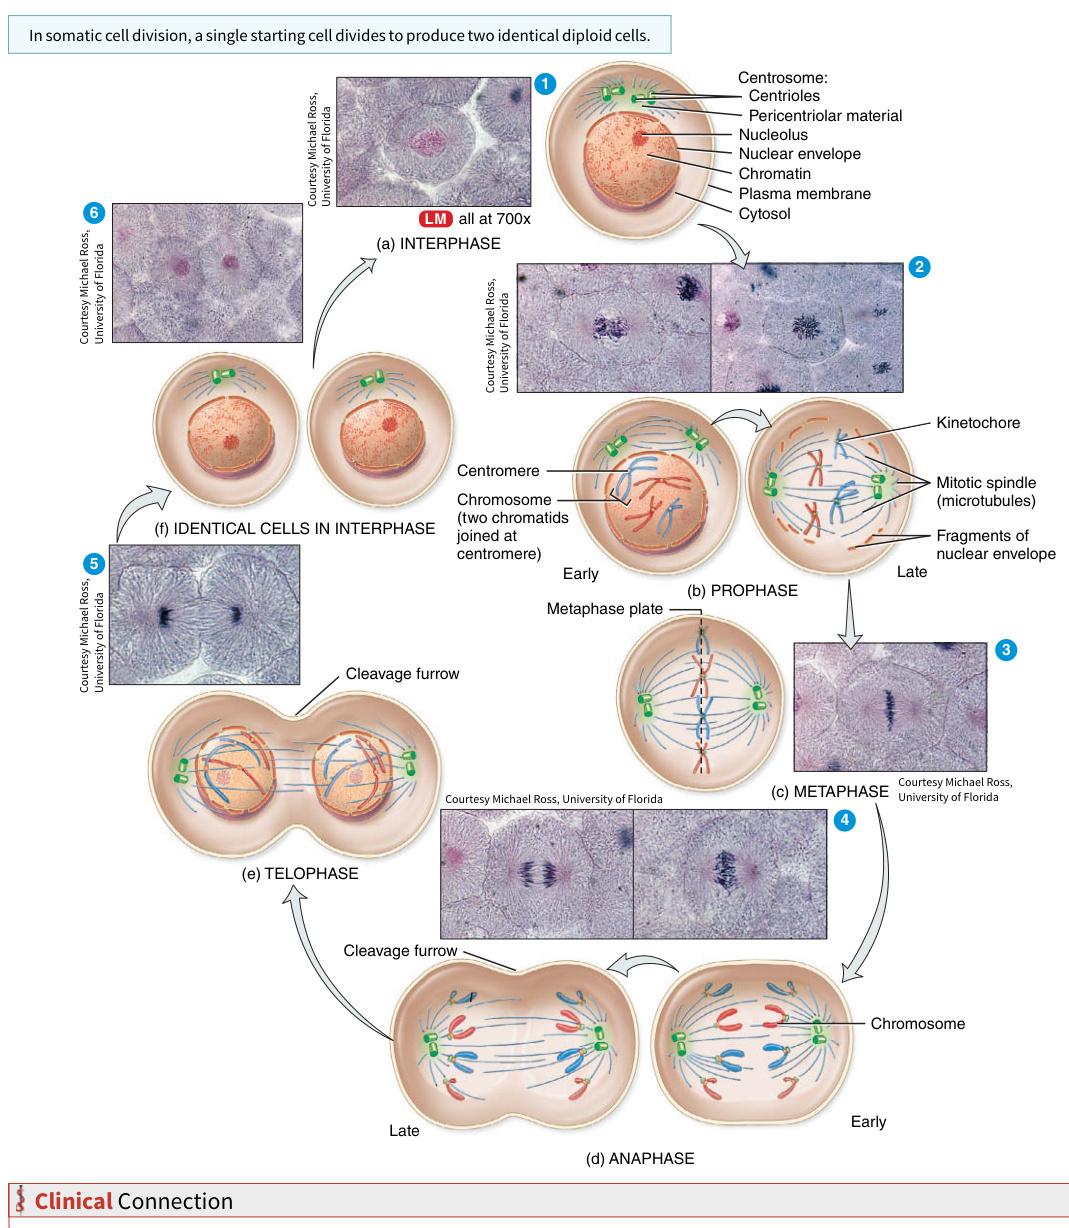 In somatic cell division, a single starting cell divides to produce two identical diploid cells.
1
Courtesy Michael Ross,
University of Florida
LM all at 700x
(a) INTERPHASE
Centrosome:
Centrioles
Pericentriolar material
Nucleolus
Nuclear envelope
Chromatin
Plasma membrane
Cytosol
2
Courtesy Michael Ross,
University of Florida
Centromere
Chromosome
(two chromatids
joined at
centromere)
Early
Kinetochore
Mitotic spindle
(microtubules)
Fragments of
nuclear envelope
Late
(b) PROPHASE
Metaphase plate
3
(c) METAPHASE
Courtesy Michael Ross,
University of Florida
Courtesy Michael Ross, University of Florida
4
Cleavage furrow
Chromosome
Late
Early
(d) ANAPHASE
5
Courtesy Michael Ross,
University of Florida
Cleavage furrow
(e) TELOPHASE
6
Courtesy Michael Ross,
University of Florida
(f) IDENTICAL CELLS IN INTERPHASE
Clinical Connection